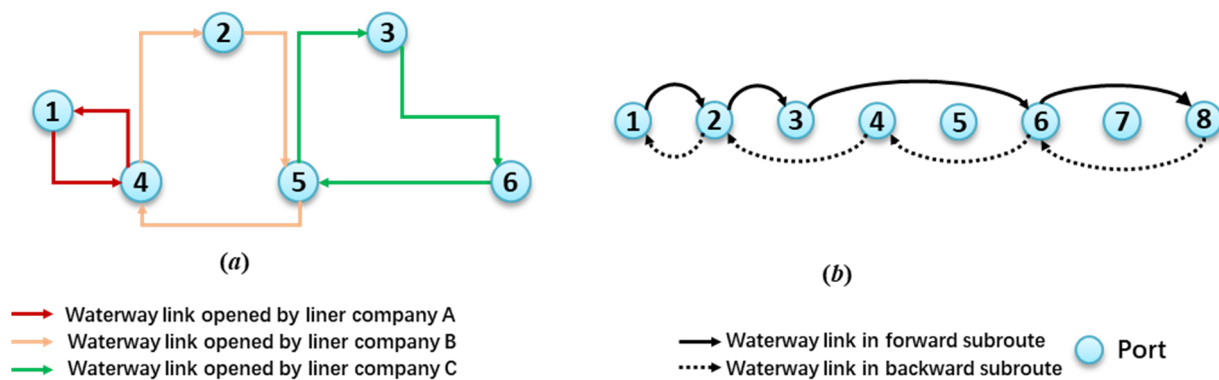 2 3
1
4 5 6
1 2 3 4 5 6 7 8
(a)
(b)
Waterway link opened by liner company A
Waterway link opened by liner company B
Waterway link opened by liner company C
Waterway link in forward subroute
Waterway link in backward subroute
Port